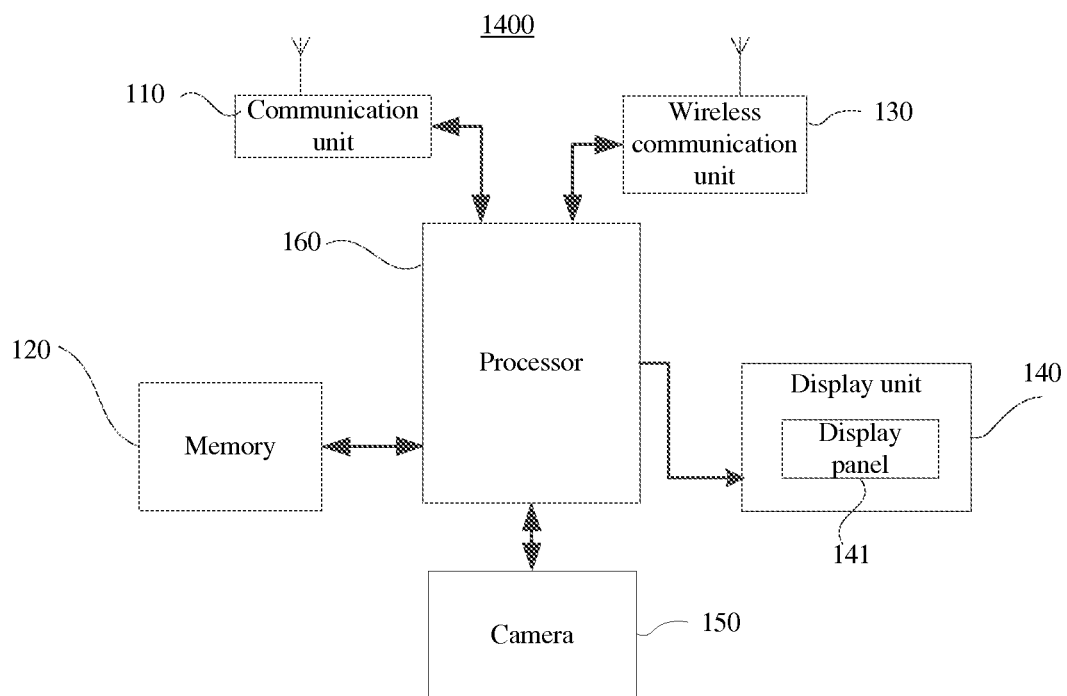 1400
110
Communication
unit
Wireless
communication
unit
130
160
Processor
120
Memory
Display unit
140
Display
panel
141
Camera
150